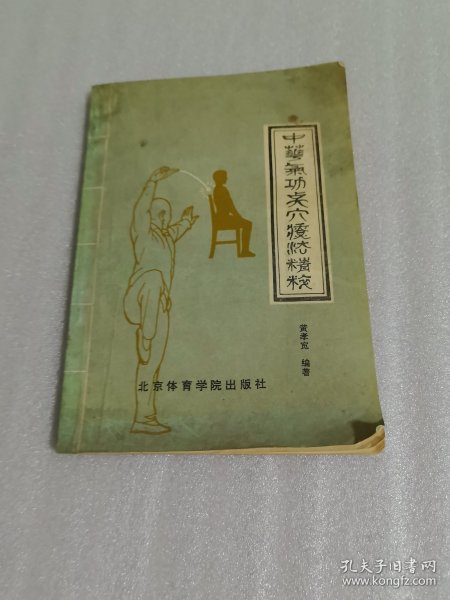 中華氣功点穴療法精粹
黄孝宽 编著
北京体育学院出版社
孔夫子旧书网
www.kongfz.com